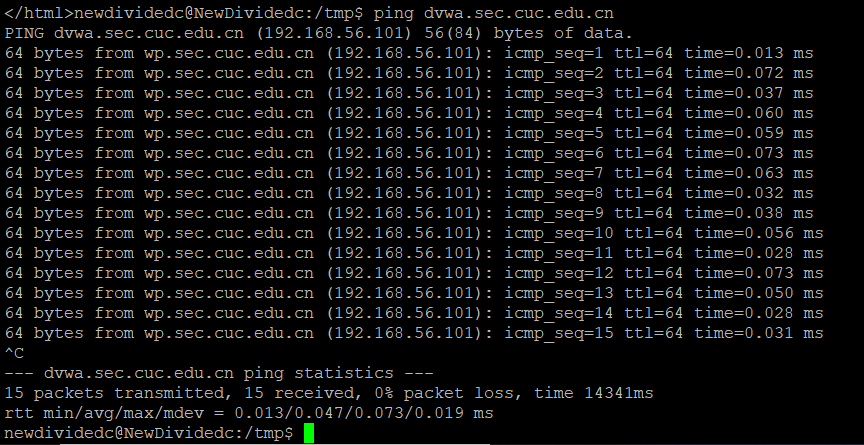 </html>newdividedc@NewDividedc:/tmp$ ping dvwa.sec.cuc.edu.cn
PING dvwa.sec.cuc.edu.cn (192.168.56.101) 56(84) bytes of data.
64 bytes from wp.sec.cuc.edu.cn (192.168.56.101): icmp_seq=1 ttl=64 time=0.013 ms
64 bytes from wp.sec.cuc.edu.cn (192.168.56.101): icmp_seq=2 ttl=64 time=0.072 ms
64 bytes from wp.sec.cuc.edu.cn (192.168.56.101): icmp_seq=3 ttl=64 time=0.037 ms
64 bytes from wp.sec.cuc.edu.cn (192.168.56.101): icmp_seq=4 ttl=64 time=0.060 ms
64 bytes from wp.sec.cuc.edu.cn (192.168.56.101): icmp_seq=5 ttl=64 time=0.059 ms
64 bytes from wp.sec.cuc.edu.cn (192.168.56.101): icmp_seq=6 ttl=64 time=0.073 ms
64 bytes from wp.sec.cuc.edu.cn (192.168.56.101): icmp_seq=7 ttl=64 time=0.063 ms
64 bytes from wp.sec.cuc.edu.cn (192.168.56.101): icmp_seq=8 ttl=64 time=0.032 ms
64 bytes from wp.sec.cuc.edu.cn (192.168.56.101): icmp_seq=9 ttl=64 time=0.038 ms
64 bytes from wp.sec.cuc.edu.cn (192.168.56.101): icmp_seq=10 ttl=64 time=0.056 ms
64 bytes from wp.sec.cuc.edu.cn (192.168.56.101): icmp_seq=11 ttl=64 time=0.028 ms
64 bytes from wp.sec.cuc.edu.cn (192.168.56.101): icmp_seq=12 ttl=64 time=0.073 ms
64 bytes from wp.sec.cuc.edu.cn (192.168.56.101): icmp_seq=13 ttl=64 time=0.050 ms
64 bytes from wp.sec.cuc.edu.cn (192.168.56.101): icmp_seq=14 ttl=64 time=0.028 ms
64 bytes from wp.sec.cuc.edu.cn (192.168.56.101): icmp_seq=15 ttl=64 time=0.031 ms
^C
--- dvwa.sec.cuc.edu.cn ping statistics ---
15 packets transmitted, 15 received, 0% packet loss, time 14341ms
rtt min/avg/max/mdev = 0.013/0.047/0.073/0.019 ms
newdividedc@NewDividedc:/tmp$